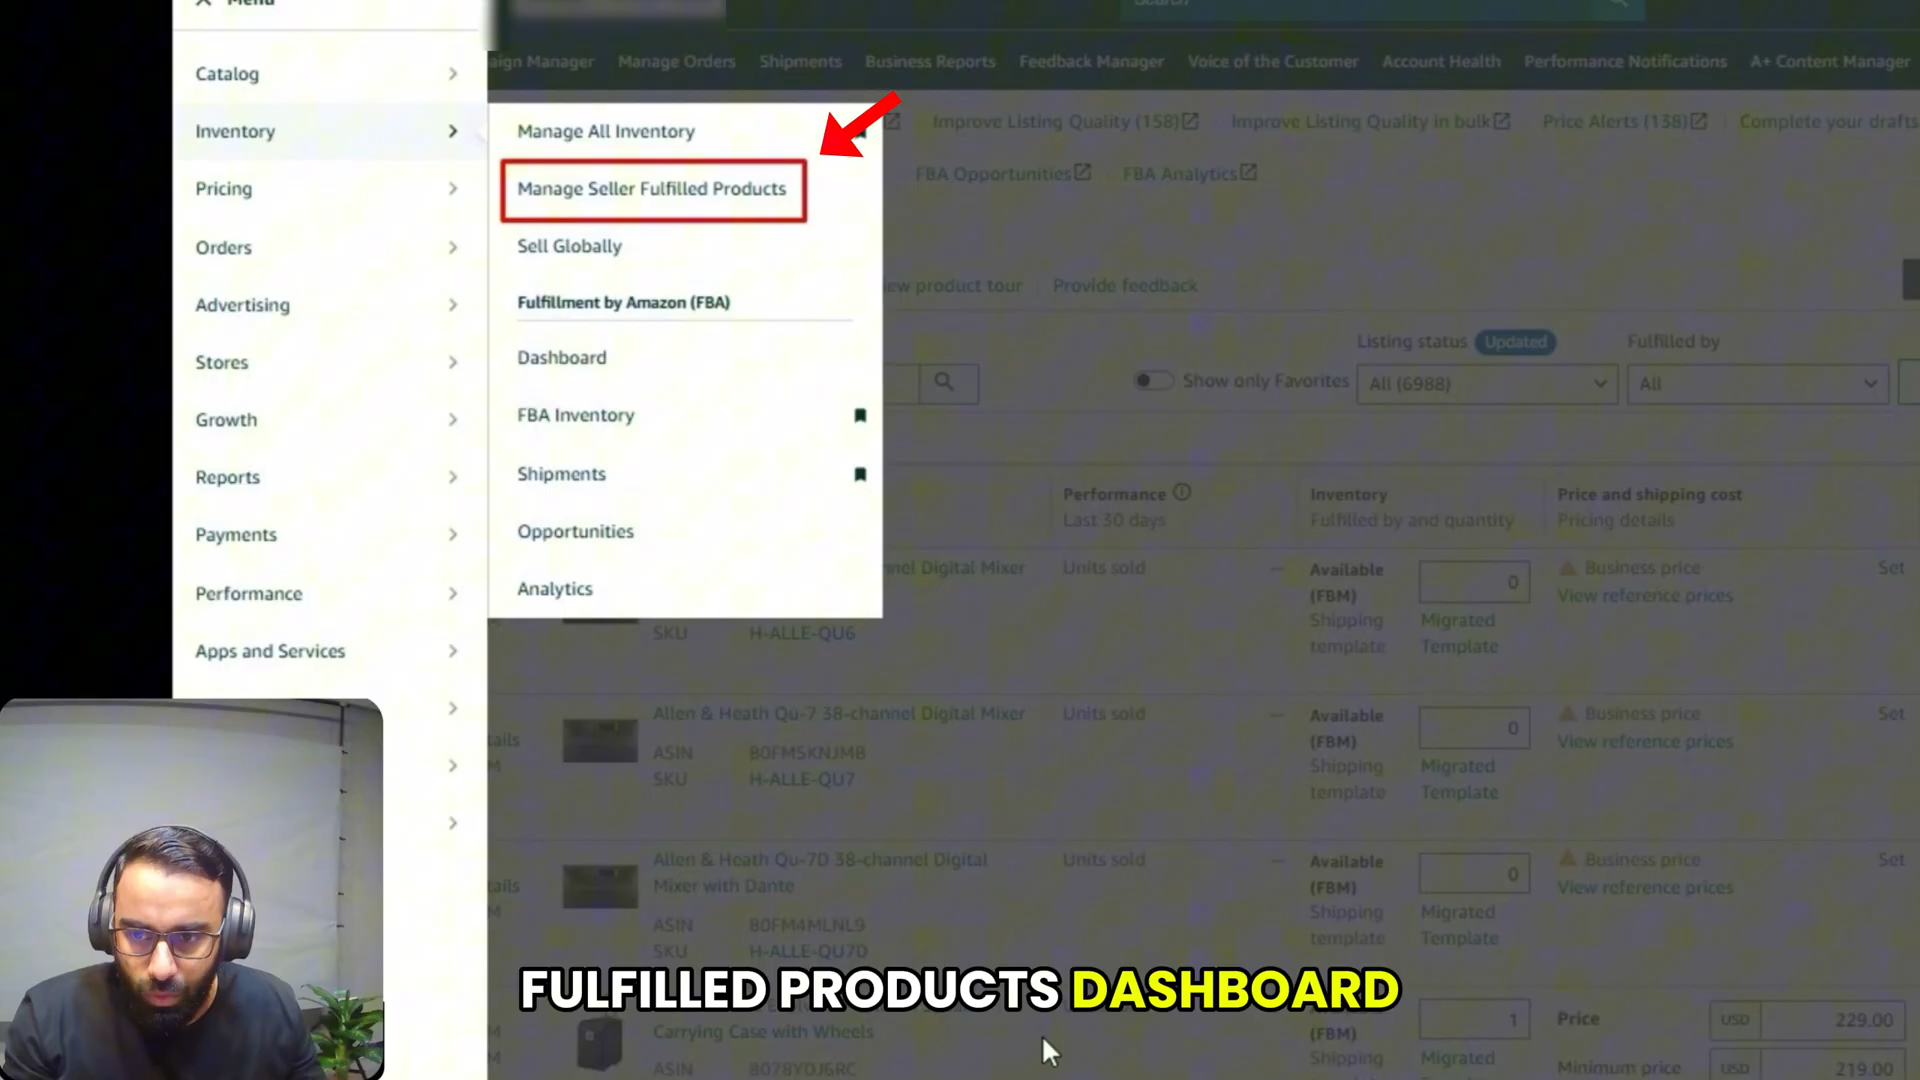 Menu
Search
Campaign Manager Manage Orders Shipments Business Reports Feedback Manager Voice of the Customer Account Health Performance Notifications A+ Content Manager
Catalog
Inventory
Pricing
Orders
Advertising
Stores
Growth
Reports
Payments
Performance
Apps and Services
Manage All Inventory
Manage Seller Fulfilled Products
Sell Globally
Fulfillment by Amazon (FBA)
Dashboard
FBA Inventory
Shipments
Opportunities
Analytics
Improve Listing Quality (158) Improve Listing Quality in bulk Price Alerts (138) Complete your drafts
FBA Opportunities FBA Analytics
ew product tour Provide feedback
Listing status Updated Fulfilled by
Show only Favorites All (6988) All
Performance Inventory Price and shipping cost
Last 30 days Fulfilled by and quantity Pricing details
nnel Digital Mixer Units sold -- Available 0 Business price Set
(FBM) View reference prices
SKU H-ALLE-QU6 Shipping Migrated
template Template
Allen & Heath Qu-7 38-channel Digital Mixer Units sold -- Available 0 Business price Set
tails ASIN B0FM5KNJMB (FBM) View reference prices
M SKU H-ALLE-QU7 Shipping Migrated
template Template
Allen & Heath Qu-7D 38-channel Digital Units sold -- Available 0 Business price Set
tails Mixer with Dante (FBM) View reference prices
M ASIN B0FM4MLNL9 Shipping Migrated
SKU H-ALLE-QU7D template Template
FULFILLED PRODUCTS DASHBOARD
Carrying Case with Wheels (FBM) 1 Price USD 229.00
M ASIN B078YDJ6RC Shipping Migrated Minimum price USD 219.00